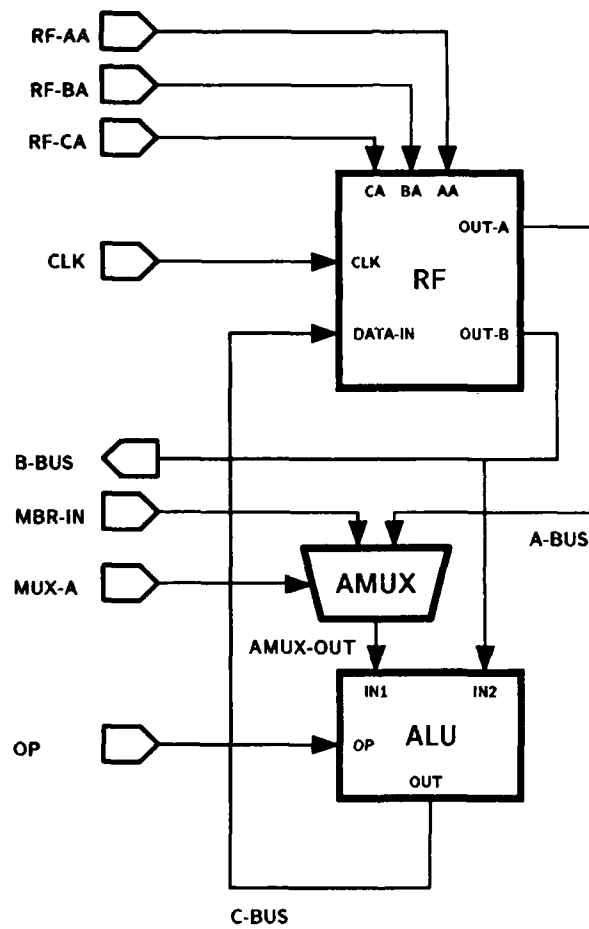 RF-AA
RF-BA
RF-CA
CA BA AA
OUT-A
CLK
CLK
RF
DATA-IN
OUT-B
B-BUS
MBR-IN
A-BUS
MUX-A
AMUX
AMUX-OUT
IN1
IN2
OP
OP
ALU
OUT
C-BUS